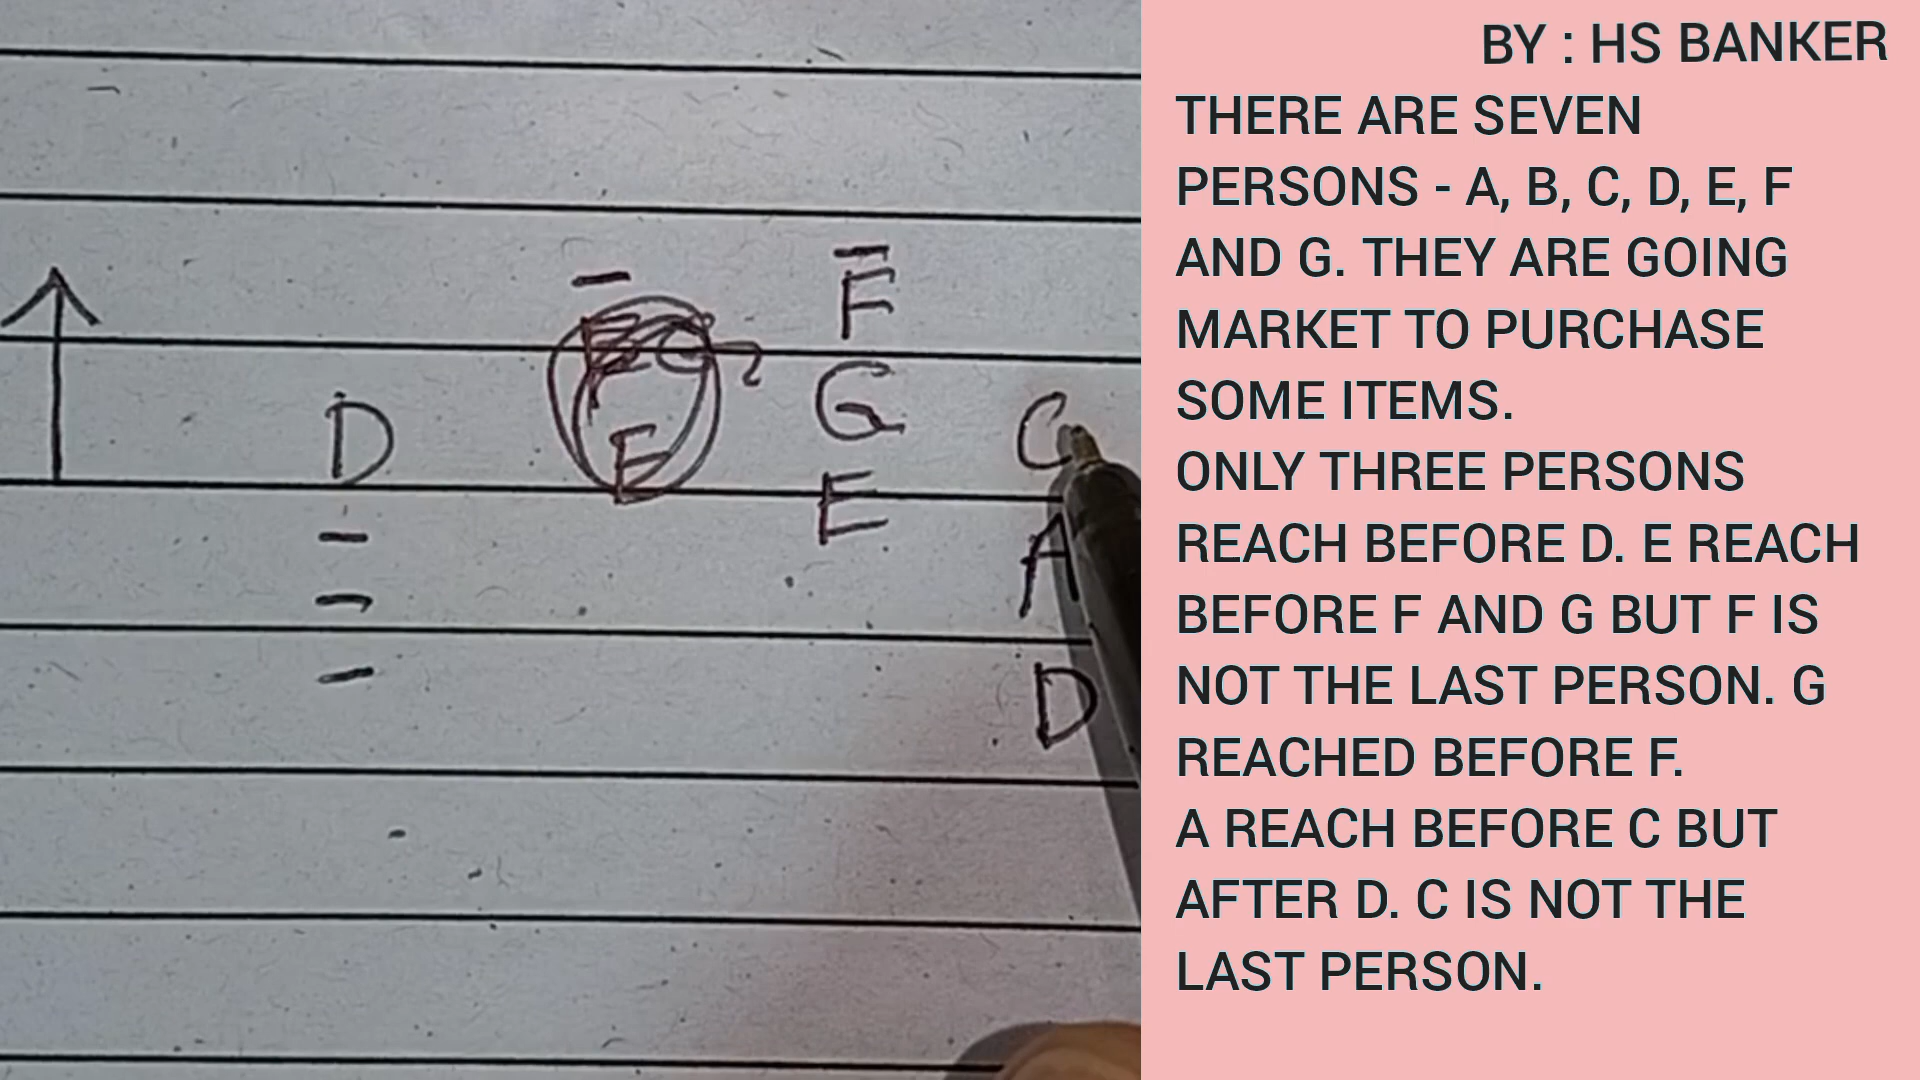 BY : HS BANKER
THERE ARE SEVEN
PERSONS - A, B, C, D, E, F
AND G. THEY ARE GOING
MARKET TO PURCHASE
SOME ITEMS.
ONLY THREE PERSONS
REACH BEFORE D. E REACH
BEFORE F AND G BUT F IS
NOT THE LAST PERSON. G
REACHED BEFORE F.
A REACH BEFORE C BUT
AFTER D. C IS NOT THE
LAST PERSON.
D
–
–
–
–
E
–
F
G
E
C
A
D